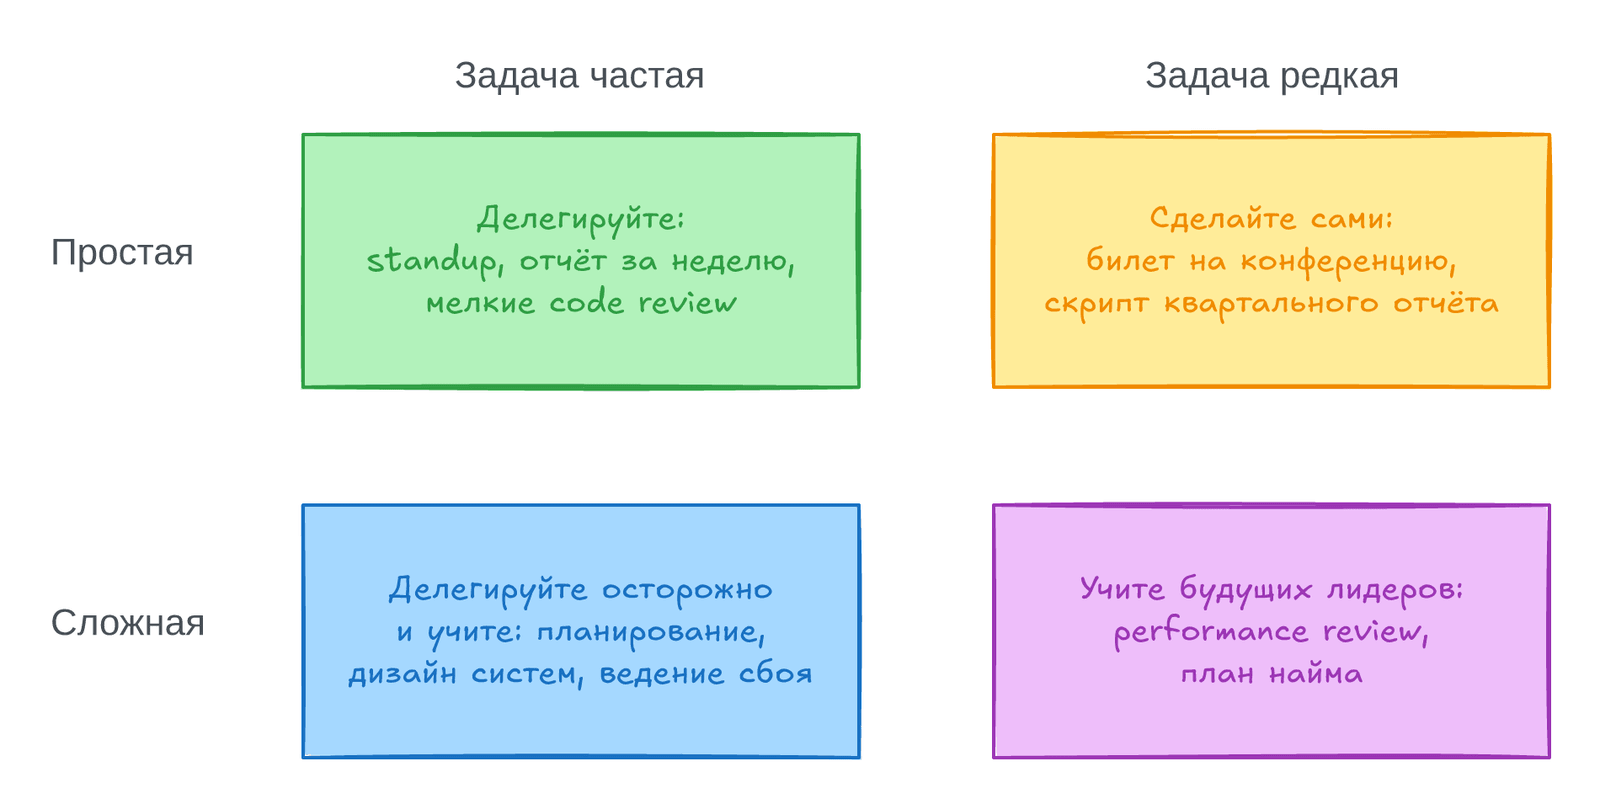 Задача частая
Задача редкая
Простая
Делегируйте:
standup, отчёт за неделю,
мелкие code review
Сделайте сами:
билет на конференцию,
скрипт квартального отчёта
Сложная
Делегируйте осторожно
и учите: планирование,
дизайн систем, ведение сбоя
Учите будущих лидеров:
performance review,
план найма